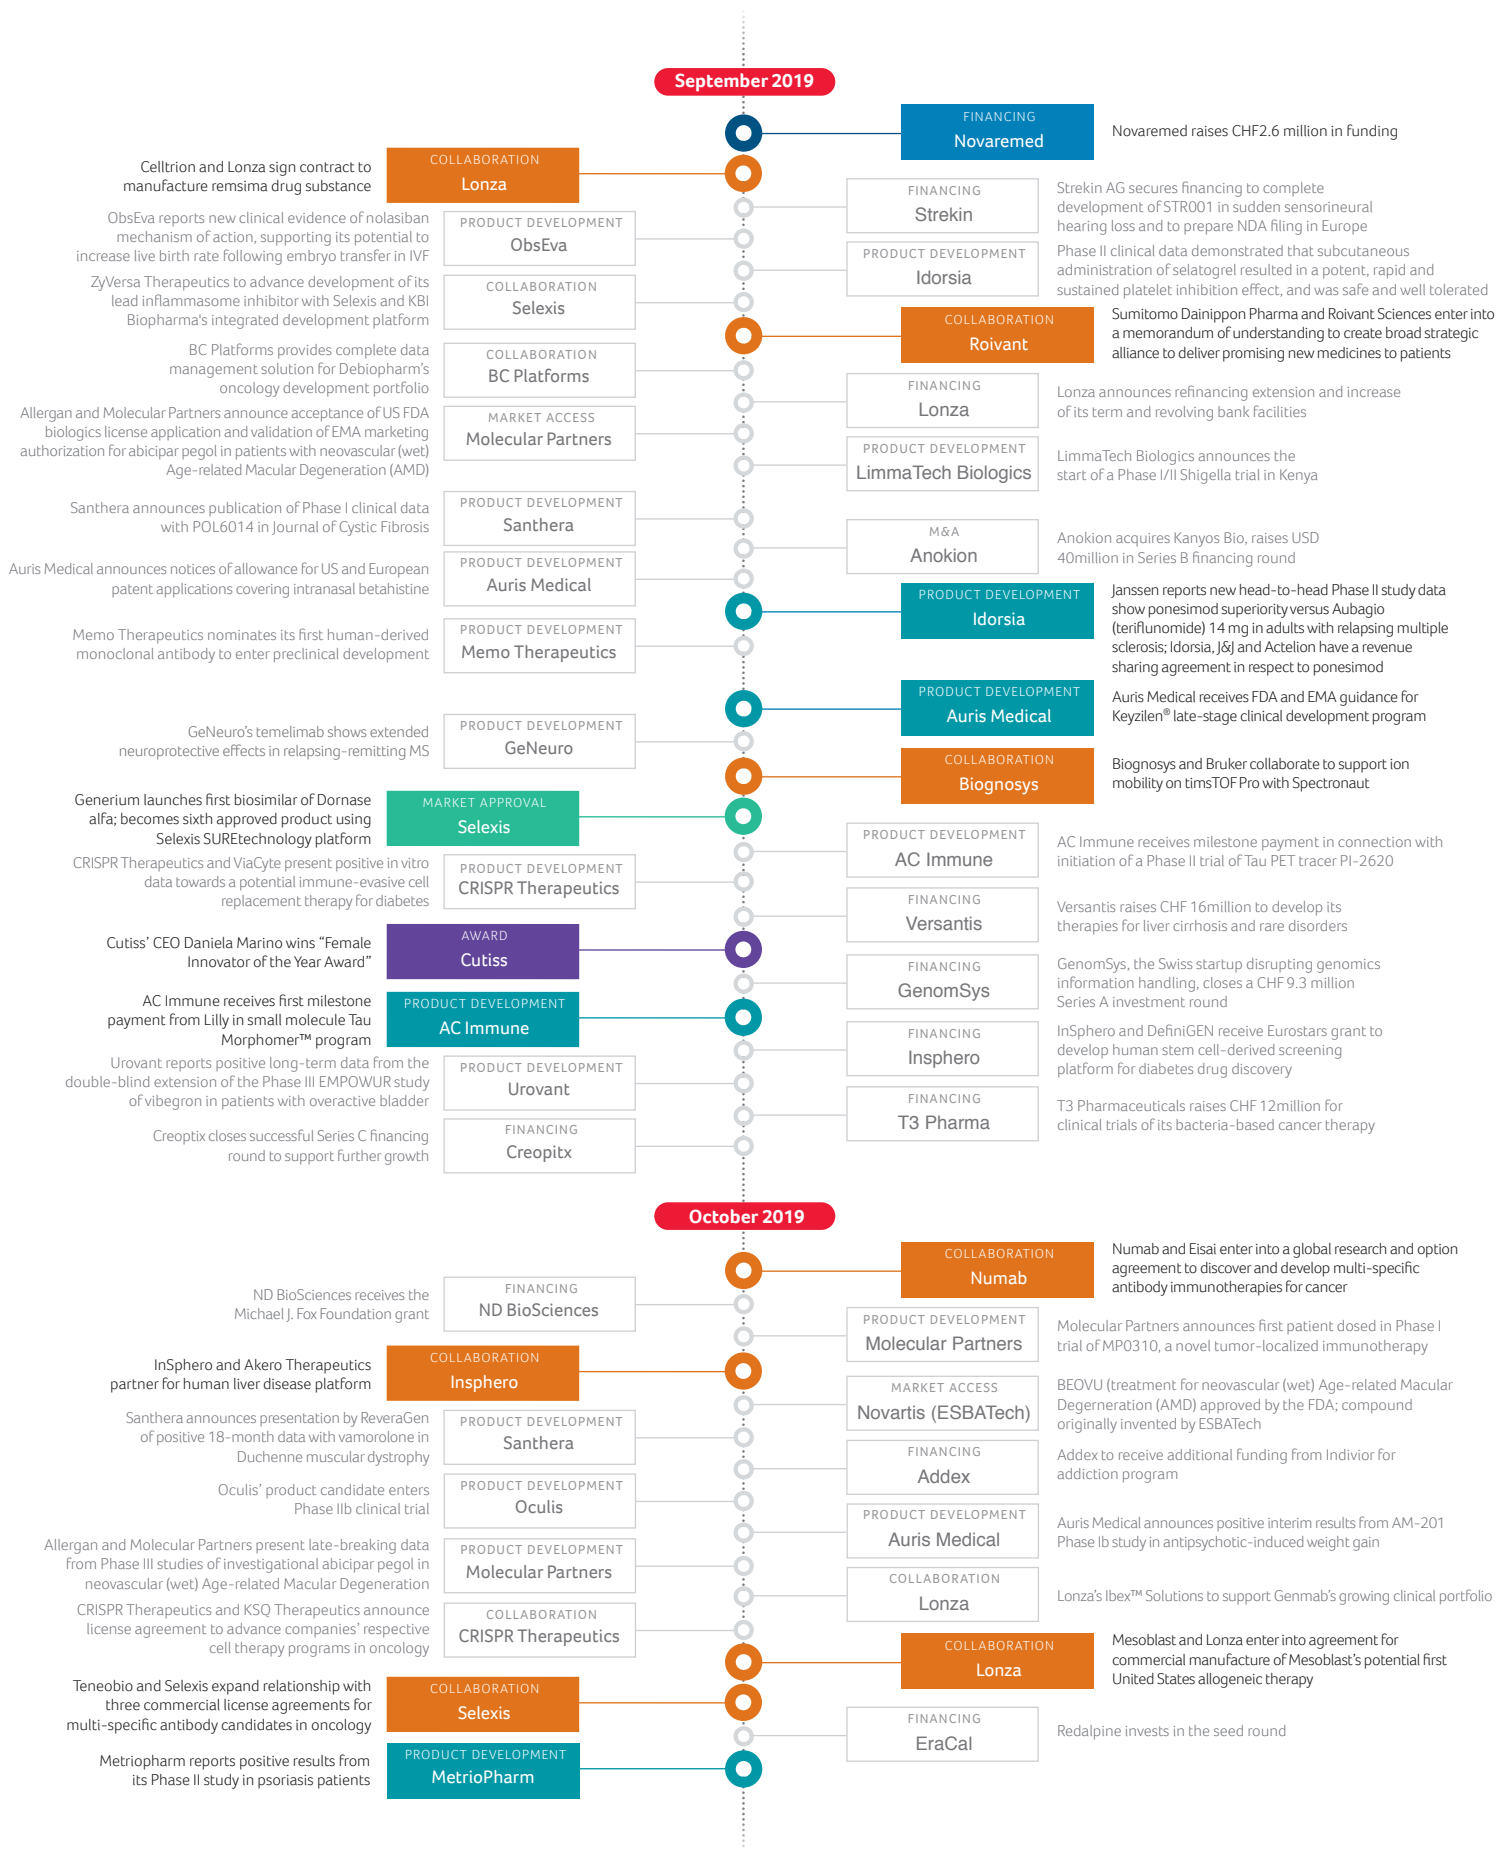 September 2019
FINANCING
Novaremed
Novaremed raises CHF2.6 million in funding
Celltrion and Lonza sign contract to
manufacture remsima drug substance
COLLABORATION
Lonza
FINANCING
Strekin
Strekin AG secures financing to complete
development of STR001 in sudden sensorineural
hearing loss and to prepare NDA filing in Europe
ObsEva reports new clinical evidence of nolasiban
mechanism of action, supporting its potential to
increase live birth rate following embryo transfer in IVF
PRODUCT DEVELOPMENT
ObsEva
PRODUCT DEVELOPMENT
Idorsia
Phase II clinical data demonstrated that subcutaneous
administration of selatogrel resulted in a potent, rapid and
sustained platelet inhibition effect, and was safe and well tolerated
ZyVersa Therapeutics to advance development of its
lead inflammasome inhibitor with Selexis and KBI
Biopharma's integrated development platform
COLLABORATION
Selexis
COLLABORATION
Roivant
Sumitomo Dainippon Pharma and Roivant Sciences enter into
a memorandum of understanding to create broad strategic
alliance to deliver promising new medicines to patients
BC Platforms provides complete data
management solution for Debiopharm’s
oncology development portfolio
COLLABORATION
BC Platforms
FINANCING
Lonza
Lonza announces refinancing extension and increase
of its term and revolving bank facilities
Allergan and Molecular Partners announce acceptance of US FDA
biologics license application and validation of EMA marketing
authorization for abicipar pegol in patients with neovascular (wet)
Age-related Macular Degeneration (AMD)
MARKET ACCESS
Molecular Partners
PRODUCT DEVELOPMENT
LimmaTech Biologics
LimmaTech Biologics announces the
start of a Phase I/II Shigella trial in Kenya
Santhera announces publication of Phase I clinical data
with POL6014 in Journal of Cystic Fibrosis
PRODUCT DEVELOPMENT
Santhera
M&A
Anokion
Anokion acquires Kanyos Bio, raises USD
40million in Series B financing round
Auris Medical announces notices of allowance for US and European
patent applications covering intranasal betahistine
PRODUCT DEVELOPMENT
Auris Medical
PRODUCT DEVELOPMENT
Idorsia
Janssen reports new head-to-head Phase II study data
show ponesimod superiority versus Aubagio
(teriflunomide) 14 mg in adults with relapsing multiple
sclerosis; Idorsia, J&J and Actelion have a revenue
sharing agreement in respect to ponesimod
Memo Therapeutics nominates its first human-derived
monoclonal antibody to enter preclinical development
PRODUCT DEVELOPMENT
Memo Therapeutics
PRODUCT DEVELOPMENT
Auris Medical
Auris Medical receives FDA and EMA guidance for
Keyzilen® late-stage clinical development program
GeNeuro’s temelimab shows extended
neuroprotective effects in relapsing-remitting MS
PRODUCT DEVELOPMENT
GeNeuro
COLLABORATION
Biognosys
Biognosys and Bruker collaborate to support ion
mobility on timsTOF Pro with Spectronaut
Generium launches first biosimilar of Dornase
alfa; becomes sixth approved product using
Selexis SUREtechnology platform
MARKET APPROVAL
Selexis
PRODUCT DEVELOPMENT
AC Immune
AC Immune receives milestone payment in connection with
initiation of a Phase II trial of Tau PET tracer PI-2620
CRISPR Therapeutics and ViaCyte present positive in vitro
data towards a potential immune-evasive cell
replacement therapy for diabetes
PRODUCT DEVELOPMENT
CRISPR Therapeutics
FINANCING
Versantis
Versantis raises CHF 16million to develop its
therapies for liver cirrhosis and rare disorders
Cutiss’ CEO Daniela Marino wins “Female
Innovator of the Year Award”
AWARD
Cutiss
FINANCING
GenomSys
GenomSys, the Swiss startup disrupting genomics
information handling, closes a CHF 9.3 million
Series A investment round
AC Immune receives first milestone
payment from Lilly in small molecule Tau
Morphomer™ program
PRODUCT DEVELOPMENT
AC Immune
FINANCING
Insphero
InSphero and DefiniGEN receive Eurostars grant to
develop human stem cell-derived screening
platform for diabetes drug discovery
Urovant reports positive long-term data from the
double-blind extension of the Phase III EMPOWUR study
of vibegron in patients with overactive bladder
PRODUCT DEVELOPMENT
Urovant
FINANCING
T3 Pharma
T3 Pharmaceuticals raises CHF 12million for
clinical trials of its bacteria-based cancer therapy
Creoptix closes successful Series C financing
round to support further growth
FINANCING
Creopitx
October 2019
COLLABORATION
Numab
Numab and Eisai enter into a global research and option
agreement to discover and develop multi-specific
antibody immunotherapies for cancer
ND BioSciences receives the
Michael J. Fox Foundation grant
FINANCING
ND BioSciences
PRODUCT DEVELOPMENT
Molecular Partners
Molecular Partners announces first patient dosed in Phase I
trial of MP0310, a novel tumor-localized immunotherapy
InSphero and Akero Therapeutics
partner for human liver disease platform
COLLABORATION
Insphero
MARKET ACCESS
Novartis (ESBATech)
BEOVU (treatment for neovascular (wet) Age-related Macular
Degerneration (AMD) approved by the FDA; compound
originally invented by ESBATech
Santhera announces presentation by ReveraGen
of positive 18-month data with vamorolone in
Duchenne muscular dystrophy
PRODUCT DEVELOPMENT
Santhera
FINANCING
Addex
Addex to receive additional funding from Indivior for
addiction program
Oculis’ product candidate enters
Phase IIb clinical trial
PRODUCT DEVELOPMENT
Oculis
PRODUCT DEVELOPMENT
Auris Medical
Auris Medical announces positive interim results from AM-201
Phase Ib study in antipsychotic-induced weight gain
Allergan and Molecular Partners present late-breaking data
from Phase III studies of investigational abicipar pegol in
neovascular (wet) Age-related Macular Degeneration
PRODUCT DEVELOPMENT
Molecular Partners
COLLABORATION
Lonza
Lonza’s Ibex™ Solutions to support Genmab’s growing clinical portfolio
CRISPR Therapeutics and KSQ Therapeutics announce
license agreement to advance companies’ respective
cell therapy programs in oncology
COLLABORATION
CRISPR Therapeutics
COLLABORATION
Lonza
Mesoblast and Lonza enter into agreement for
commercial manufacture of Mesoblast’s potential first
United States allogeneic therapy
Teneobio and Selexis expand relationship with
three commercial license agreements for
multi-specific antibody candidates in oncology
COLLABORATION
Selexis
FINANCING
EraCal
Redalpine invests in the seed round
Metriopharm reports positive results from
its Phase II study in psoriasis patients
PRODUCT DEVELOPMENT
MetrioPharm